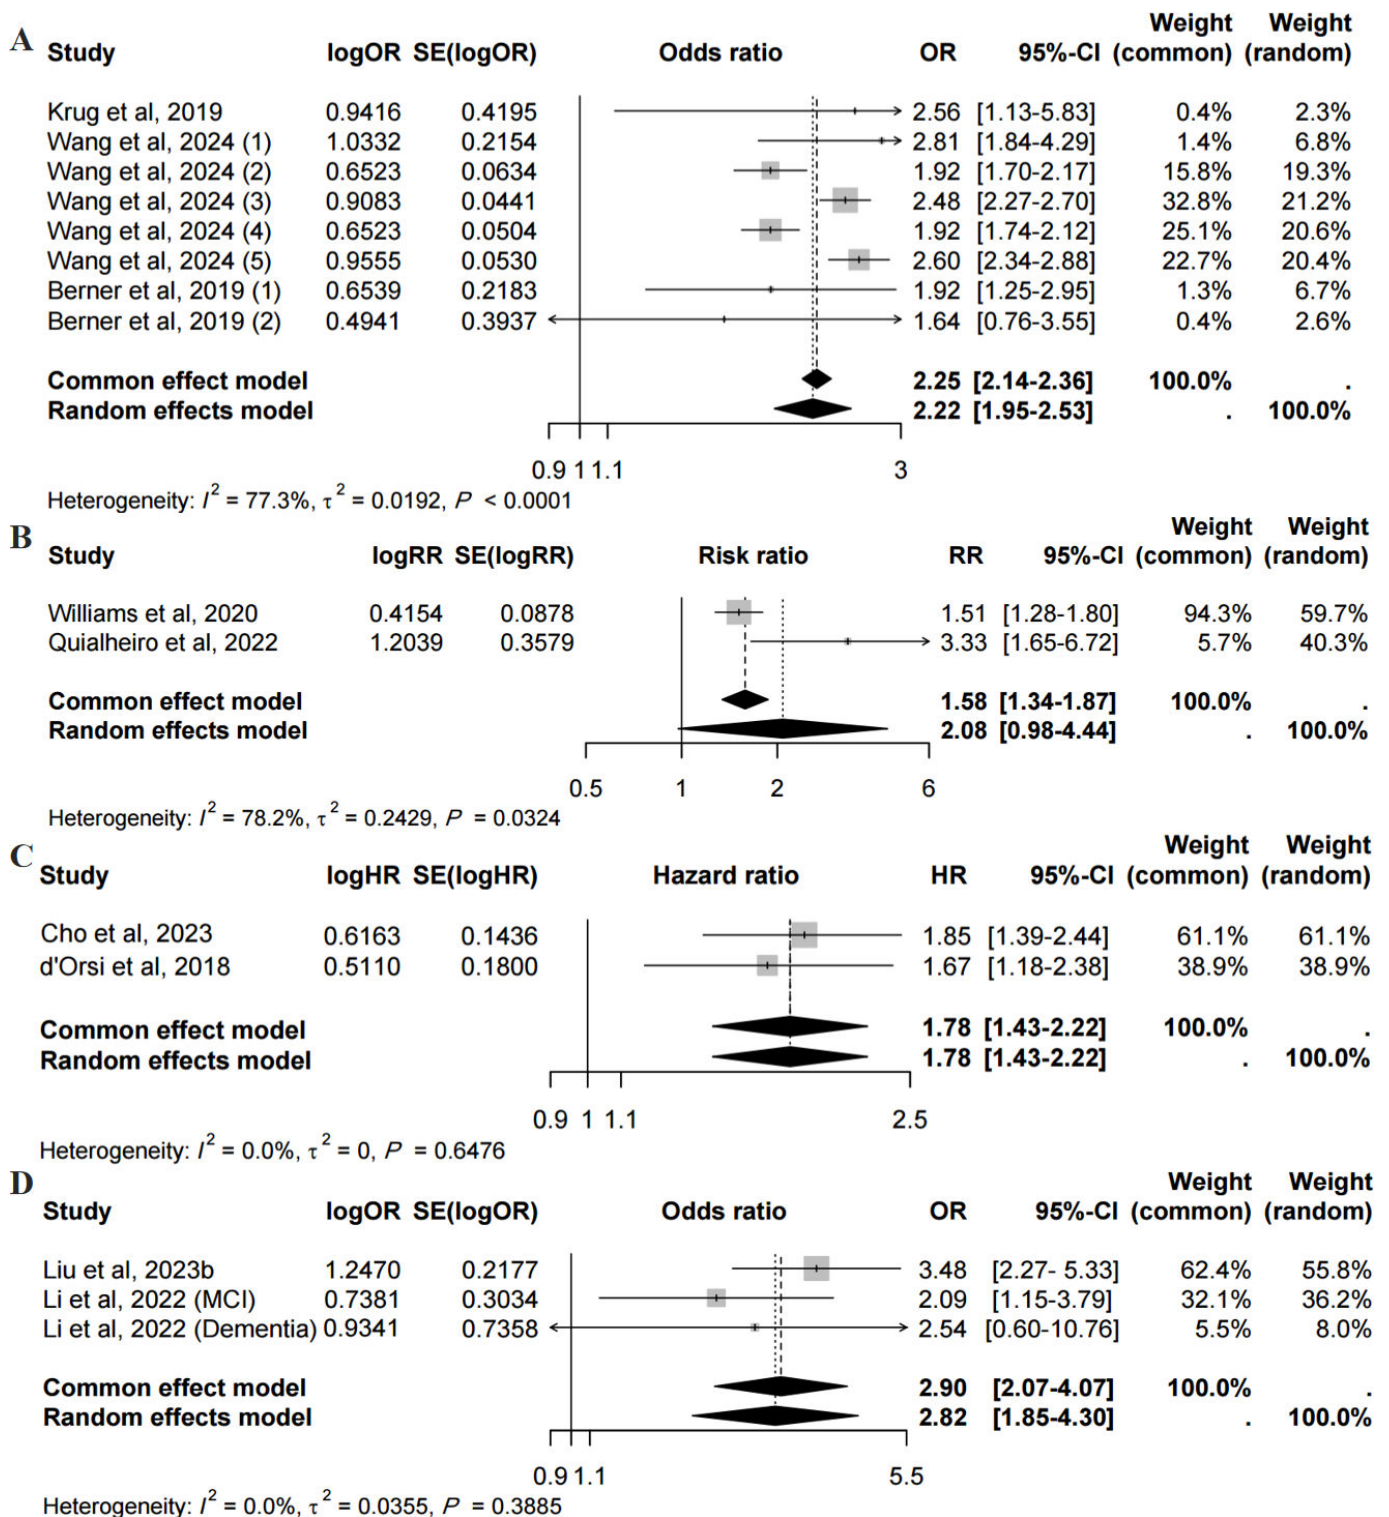 A Study logOR SE(logOR) Odds ratio OR 95%-CI Weight (common) Weight (random)
Krug et al, 2019 0.9416 0.4195 2.56 [1.13-5.83] 0.4% 2.3%
Wang et al, 2024 (1) 1.0332 0.2154 2.81 [1.84-4.29] 1.4% 6.8%
Wang et al, 2024 (2) 0.6523 0.0634 1.92 [1.70-2.17] 15.8% 19.3%
Wang et al, 2024 (3) 0.9083 0.0441 2.48 [2.27-2.70] 32.8% 21.2%
Wang et al, 2024 (4) 0.6523 0.0504 1.92 [1.74-2.12] 25.1% 20.6%
Wang et al, 2024 (5) 0.9555 0.0530 2.60 [2.34-2.88] 22.7% 20.4%
Berner et al, 2019 (1) 0.6539 0.2183 1.92 [1.25-2.95] 1.3% 6.7%
Berner et al, 2019 (2) 0.4941 0.3937 1.64 [0.76-3.55] 0.4% 2.6%
Common effect model 2.25 [2.14-2.36] 100.0% .
Random effects model 2.22 [1.95-2.53] . 100.0%
0.9 1 1.1 3
Heterogeneity: I² = 77.3%, τ² = 0.0192, P < 0.0001
B Study logRR SE(logRR) Risk ratio RR 95%-CI Weight (common) Weight (random)
Williams et al, 2020 0.4154 0.0878 1.51 [1.28-1.80] 94.3% 59.7%
Quialheiro et al, 2022 1.2039 0.3579 3.33 [1.65-6.72] 5.7% 40.3%
Common effect model 1.58 [1.34-1.87] 100.0% .
Random effects model 2.08 [0.98-4.44] . 100.0%
0.5 1 2 6
Heterogeneity: I² = 78.2%, τ² = 0.2429, P = 0.0324
C Study logHR SE(logHR) Hazard ratio HR 95%-CI Weight (common) Weight (random)
Cho et al, 2023 0.6163 0.1436 1.85 [1.39-2.44] 61.1% 61.1%
d'Orsi et al, 2018 0.5110 0.1800 1.67 [1.18-2.38] 38.9% 38.9%
Common effect model 1.78 [1.43-2.22] 100.0% .
Random effects model 1.78 [1.43-2.22] . 100.0%
0.9 1 1.1 2.5
Heterogeneity: I² = 0.0%, τ² = 0, P = 0.6476
D Study logOR SE(logOR) Odds ratio OR 95%-CI Weight (common) Weight (random)
Liu et al, 2023b 1.2470 0.2177 3.48 [2.27- 5.33] 62.4% 55.8%
Li et al, 2022 (MCI) 0.7381 0.3034 2.09 [1.15-3.79] 32.1% 36.2%
Li et al, 2022 (Dementia) 0.9341 0.7358 2.54 [0.60-10.76] 5.5% 8.0%
Common effect model 2.90 [2.07-4.07] 100.0% .
Random effects model 2.82 [1.85-4.30] . 100.0%
0.9 1.1 5.5
Heterogeneity: I² = 0.0%, τ² = 0.0355, P = 0.3885